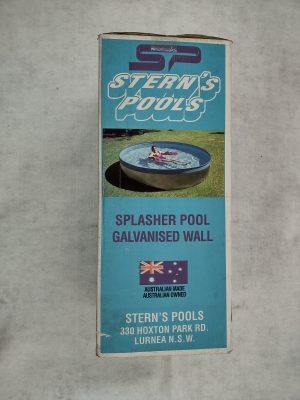 SP
STERN'S
POOLS
SPLASHER POOL
GALVANISED WALL
AUSTRALIAN MADE
AUSTRALIAN OWNED
STERN'S POOLS
330 HOXTON PARK RD.
LURNEA N.S.W.